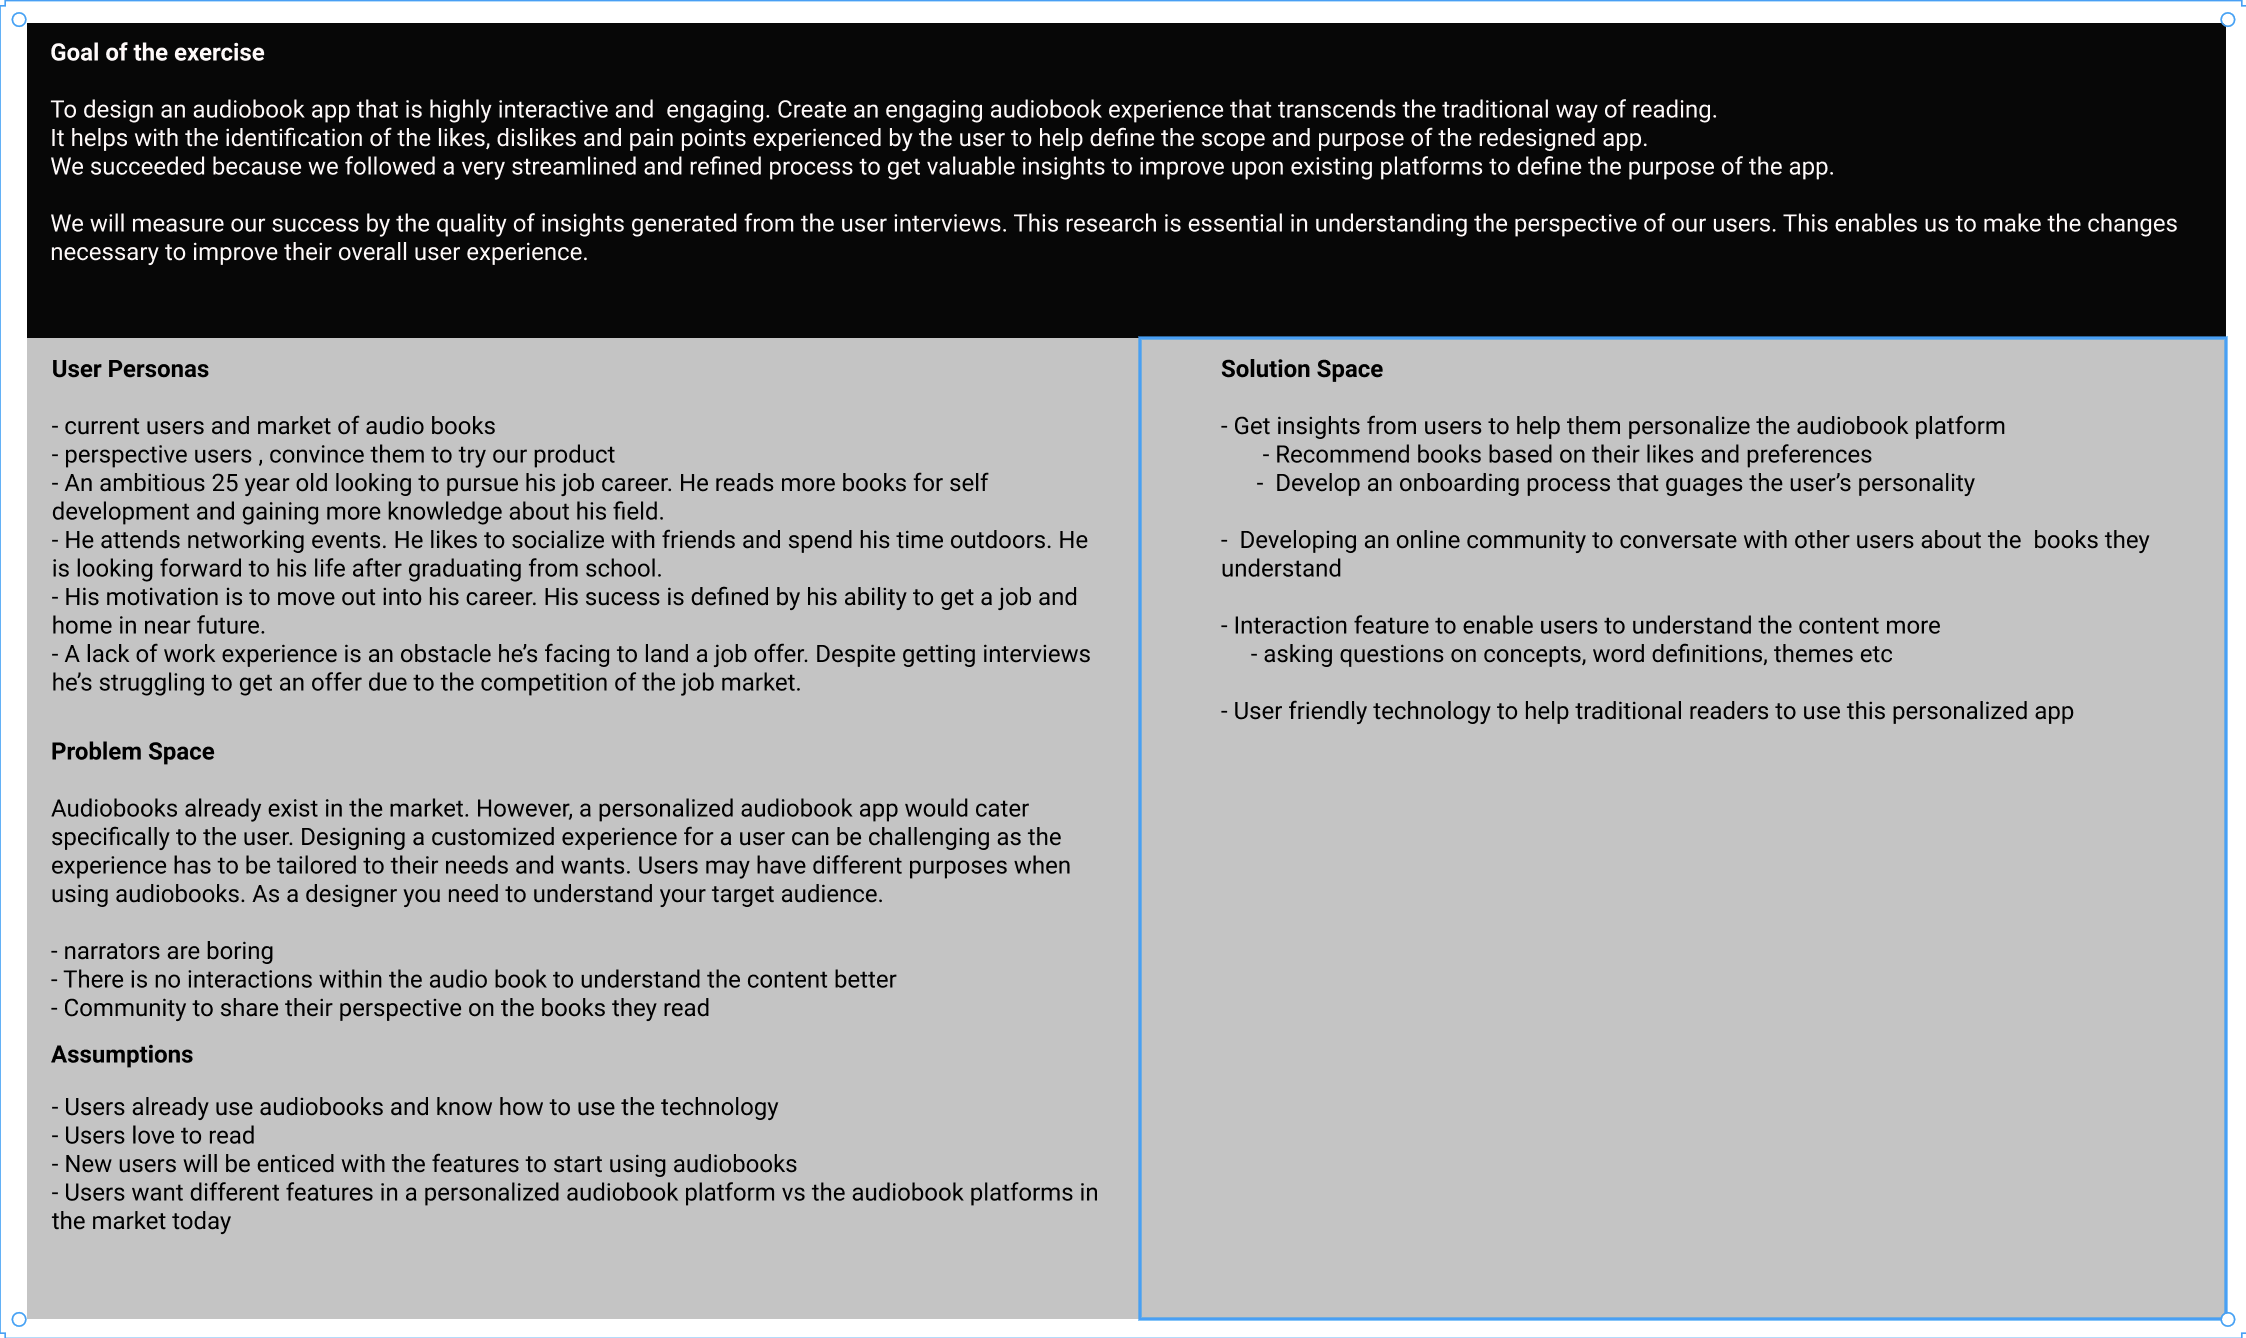 Goal of the exercise
To design an audiobook app that is highly interactive and  engaging. Create an engaging audiobook experience that transcends the traditional way of reading.
It helps with the identification of the likes, dislikes and pain points experienced by the user to help define the scope and purpose of the redesigned app.
We succeeded because we followed a very streamlined and refined process to get valuable insights to improve upon existing platforms to define the purpose of the app.
We will measure our success by the quality of insights generated from the user interviews. This research is essential in understanding the perspective of our users. This enables us to make the changes
necessary to improve their overall user experience.
User Personas
- current users and market of audio books
- perspective users , convince them to try our product
- An ambitious 25 year old looking to pursue his job career. He reads more books for self
development and gaining more knowledge about his field.
- He attends networking events. He likes to socialize with friends and spend his time outdoors. He
is looking forward to his life after graduating from school.
- His motivation is to move out into his career. His sucess is defined by his ability to get a job and
home in near future.
- A lack of work experience is an obstacle he’s facing to land a job offer. Despite getting interviews
he’s struggling to get an offer due to the competition of the job market.
Problem Space
Audiobooks already exist in the market. However, a personalized audiobook app would cater
specifically to the user. Designing a customized experience for a user can be challenging as the
experience has to be tailored to their needs and wants. Users may have different purposes when
using audiobooks. As a designer you need to understand your target audience.
- narrators are boring
- There is no interactions within the audio book to understand the content better
- Community to share their perspective on the books they read
Assumptions
- Users already use audiobooks and know how to use the technology
- Users love to read
- New users will be enticed with the features to start using audiobooks
- Users want different features in a personalized audiobook platform vs the audiobook platforms in
the market today
Solution Space
- Get insights from users to help them personalize the audiobook platform
- Recommend books based on their likes and preferences
-  Develop an onboarding process that guages the user’s personality
-  Developing an online community to conversate with other users about the  books they
understand
- Interaction feature to enable users to understand the content more
- asking questions on concepts, word definitions, themes etc
- User friendly technology to help traditional readers to use this personalized app